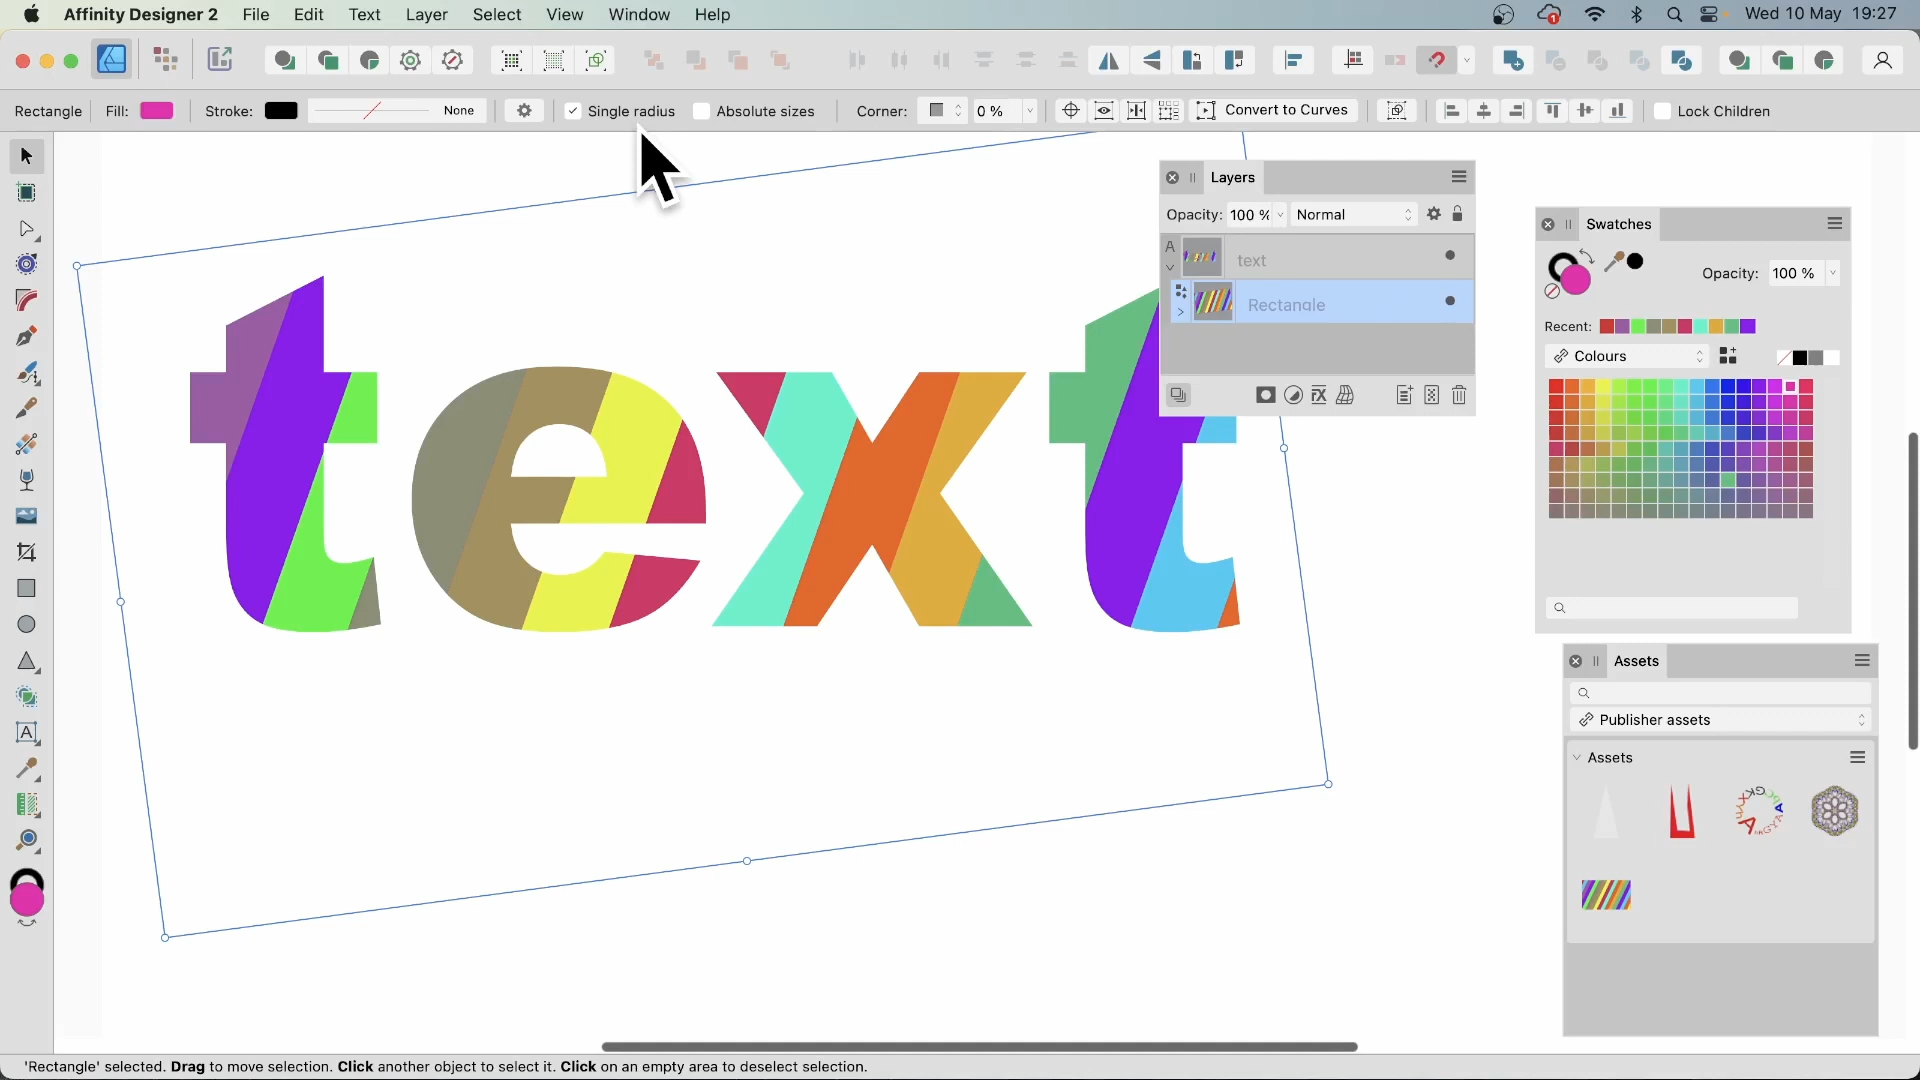 Affinity Designer 2 File Edit Text Layer Select View Window Help 1 Wed 10 May 19:27
Rectangle Fill: Stroke: None Single radius Absolute sizes Corner: 0 % Convert to Curves Lock Children
Layers
Opacity: 100 % Normal
A text
Rectangle
Swatches
Opacity: 100 %
Recent:
Colours
text
Assets
Publisher assets
Assets
A
'Rectangle' selected. Drag to move selection. Click another object to select it. Click on an empty area to deselect selection.